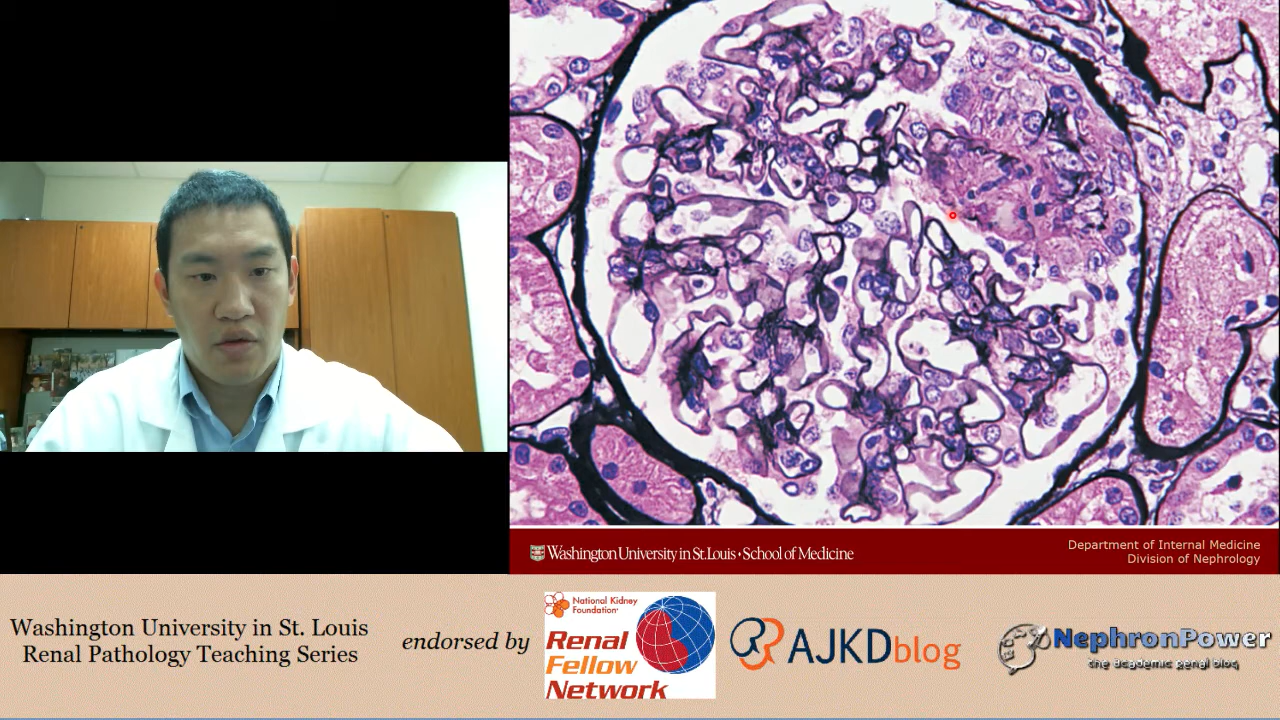 Washington University in St. Louis • School of Medicine
Department of Internal Medicine
Division of Nephrology
Washington University in St. Louis
Renal Pathology Teaching Series
endorsed by
National Kidney
Foundation
Renal
Fellow
Network
AJKDblog
NephronPower
the academic renal blog